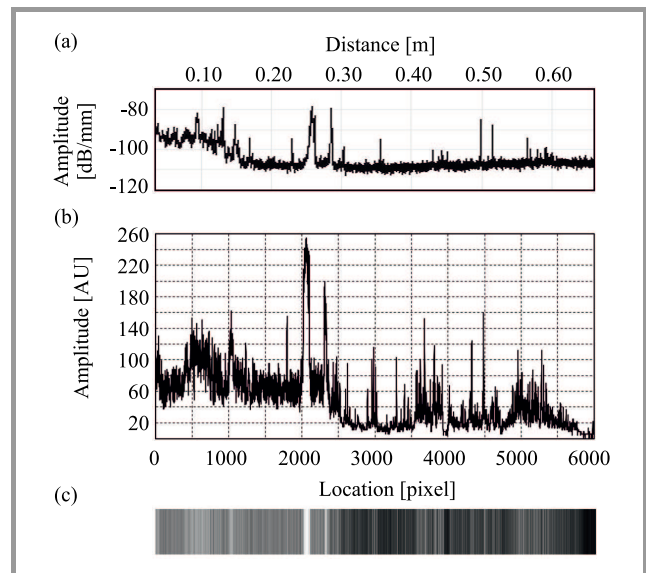 (a)
Distance [m]
0.10 0.20 0.30 0.40 0.50 0.60
Amplitude
[dB/mm]
-80
-100
-120
(b)
Amplitude [AU]
260
220
180
140
100
60
20
0 1000 2000 3000 4000 5000 6000
Location [pixel]
(c)